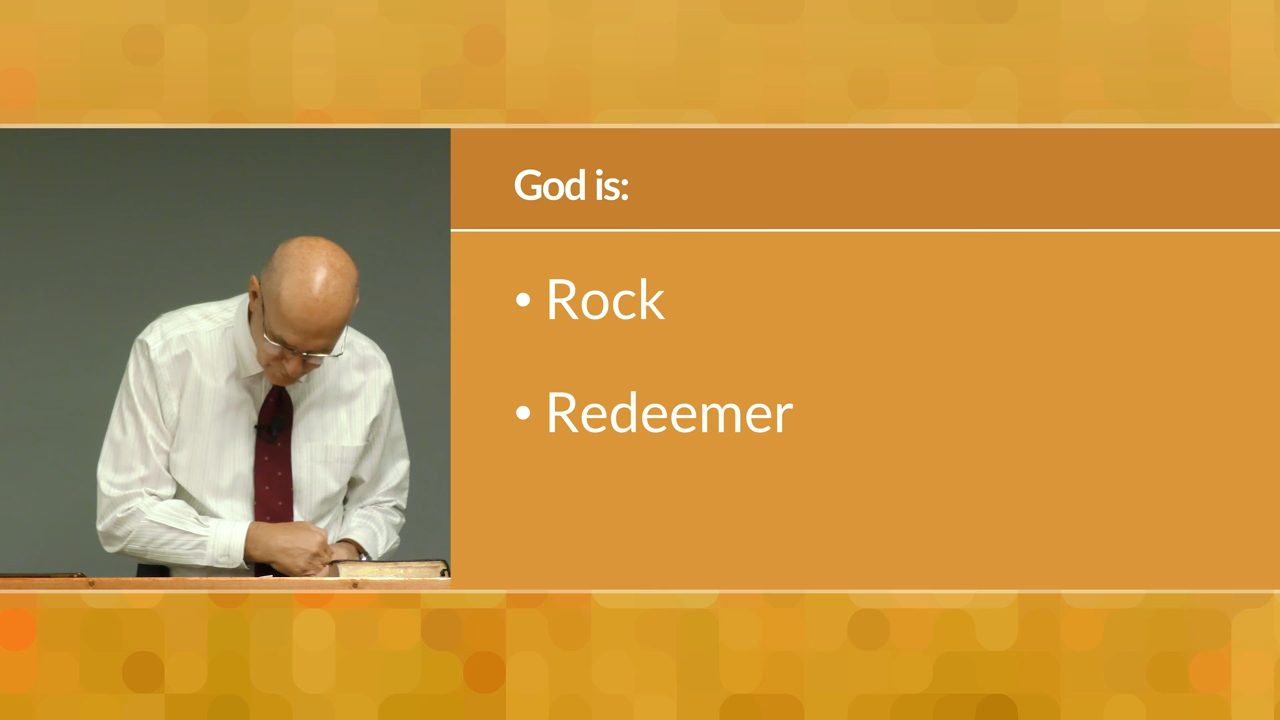 God is:
• Rock
• Redeemer